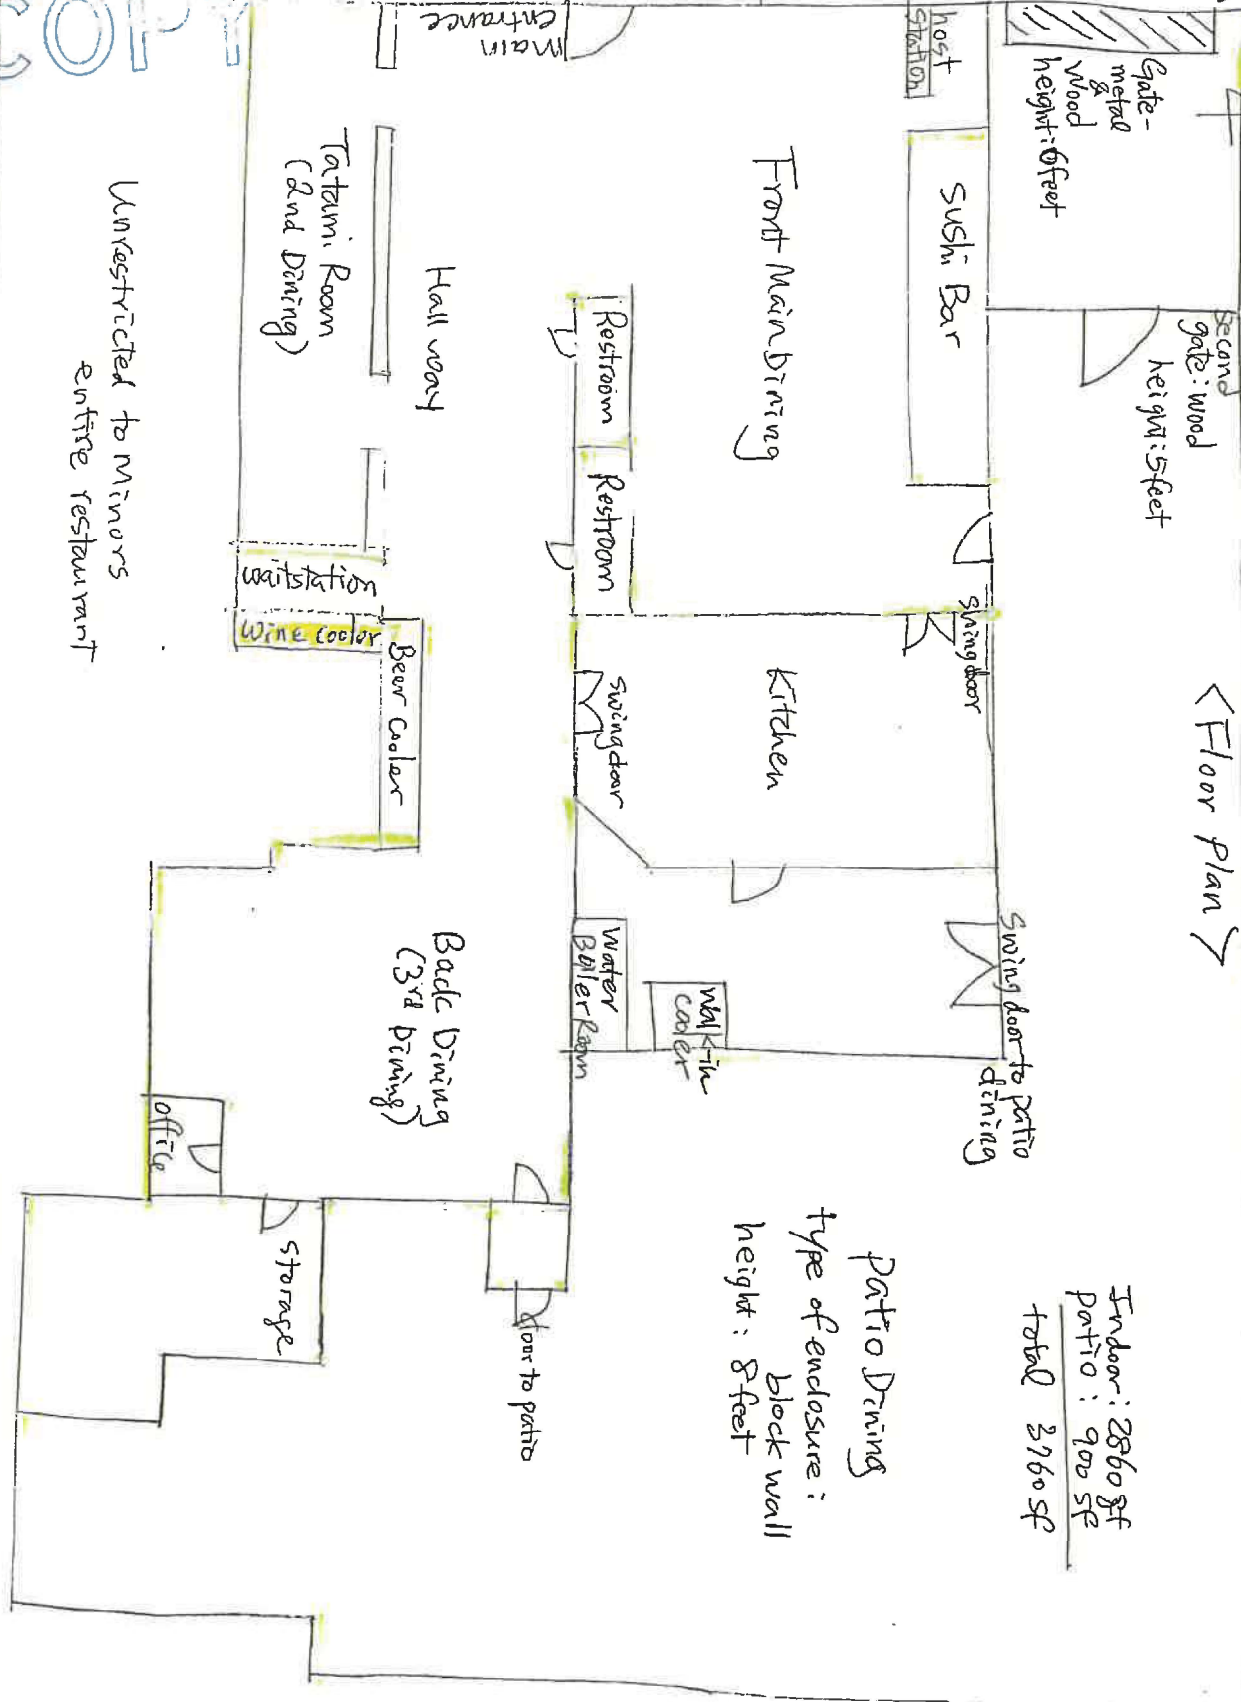 COPY
<Floor Plan>
Indoor: 2860 sf
patio: 900 sf
total 3760 sf
Gate-
metal
&
wood
height: 6feet
second
gate: wood
height: 5feet
host
station
Sushi Bar
swing door
Swing door to patio
dining
Front Main Dining
Kitchen
Patio Dining
type of enclosure:
block wall
height: 8 feet
main
entrance
Restroom
Restroom
swing door
Water
Boiler Room
Walk-in
cooler
Hall way
Tatami Room
(2nd Dining)
waitstation
wine cooler
Beer cooler
Back Dining
(3rd Dining)
door to patio
office
storage
Unrestricted to Minors
entire restaurant